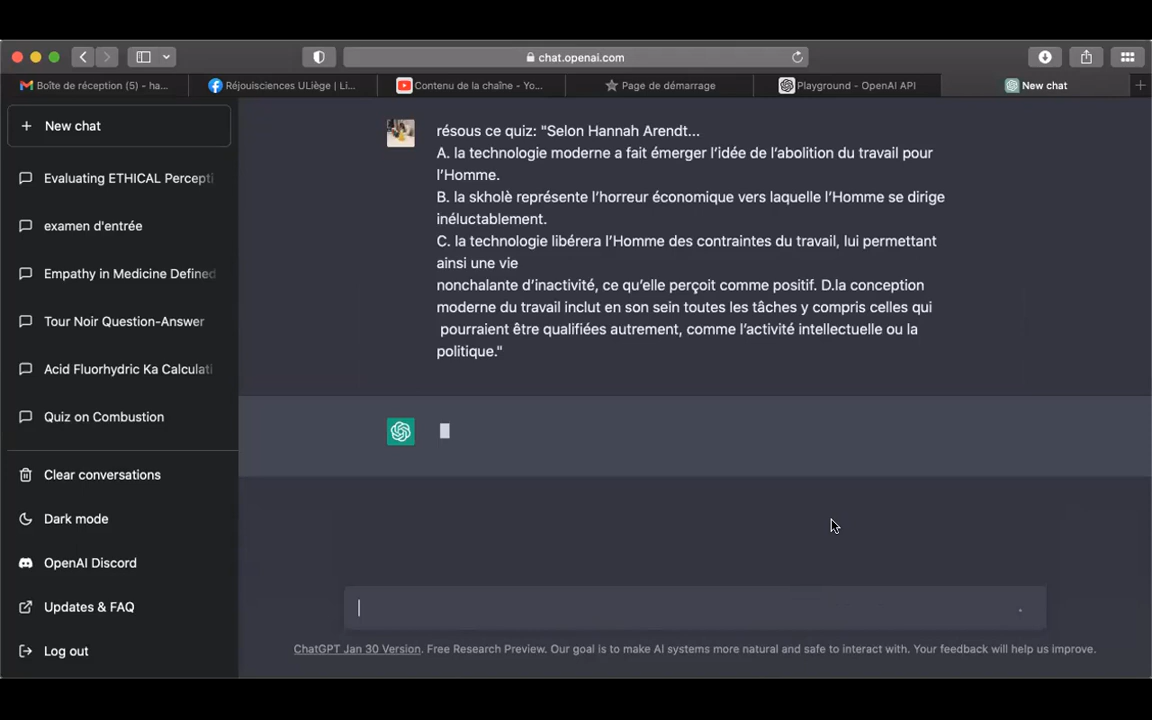 chat.openai.com
Boîte de réception (5) - ha...
Réjouisciences ULiège | Li...
Contenu de la chaîne - Yo...
Page de démarrage
Playground - OpenAI API
New chat
New chat
Evaluating ETHICAL Percepti
examen d'entrée
Empathy in Medicine Defined
Tour Noir Question-Answer
Acid Fluorhydric Ka Calculati
Quiz on Combustion
Clear conversations
Dark mode
OpenAI Discord
Updates & FAQ
Log out
résous ce quiz: "Selon Hannah Arendt...
A. la technologie moderne a fait émerger l’idée de l’abolition du travail pour
l’Homme.
B. la skholè représente l’horreur économique vers laquelle l’Homme se dirige
inéluctablement.
C. la technologie libérera l’Homme des contraintes du travail, lui permettant
ainsi une vie
nonchalante d’inactivité, ce qu’elle perçoit comme positif. D.la conception
moderne du travail inclut en son sein toutes les tâches y compris celles qui
pourraient être qualifiées autrement, comme l’activité intellectuelle ou la
politique."
ChatGPT Jan 30 Version. Free Research Preview. Our goal is to make AI systems more natural and safe to interact with. Your feedback will help us improve.